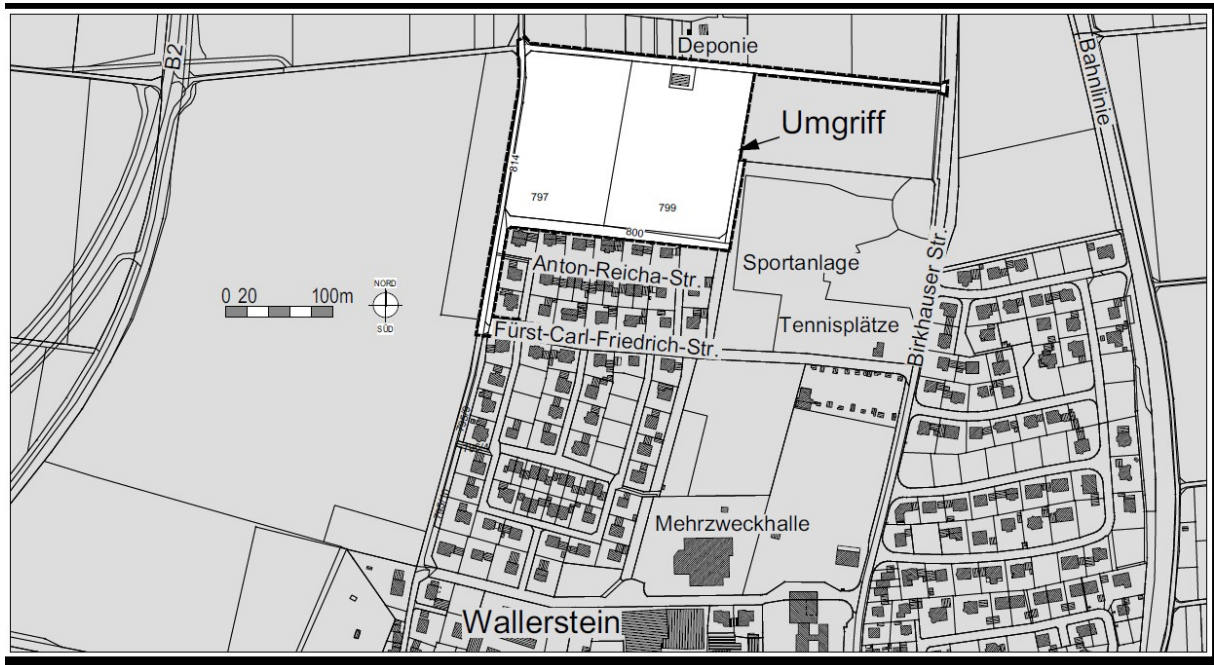 Deponie
B2
Bahnlinie
Umgriff
814
797
799
800
Sportanlage
Anton-Reicha-Str.
NORD
SÜD
0 20 100m
Tennisplätze
Birkhauser Str.
Fürst-Carl-Friedrich-Str.
Mehrzweckhalle
Wallerstein